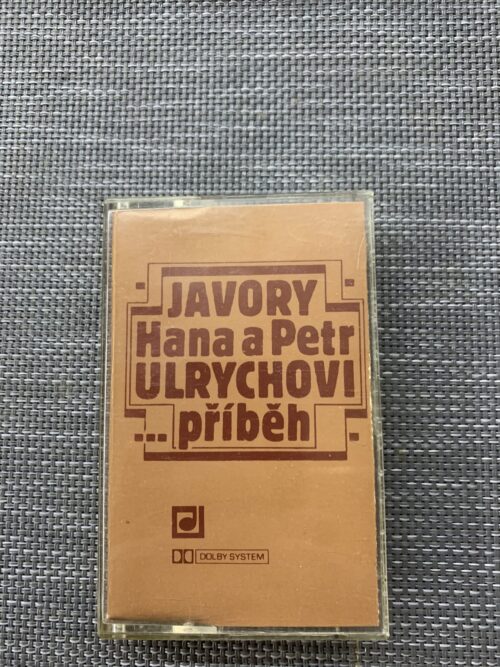 JAVORY
Hana a Petr
ULRYCHOVI
... příběh
DOLBY SYSTEM